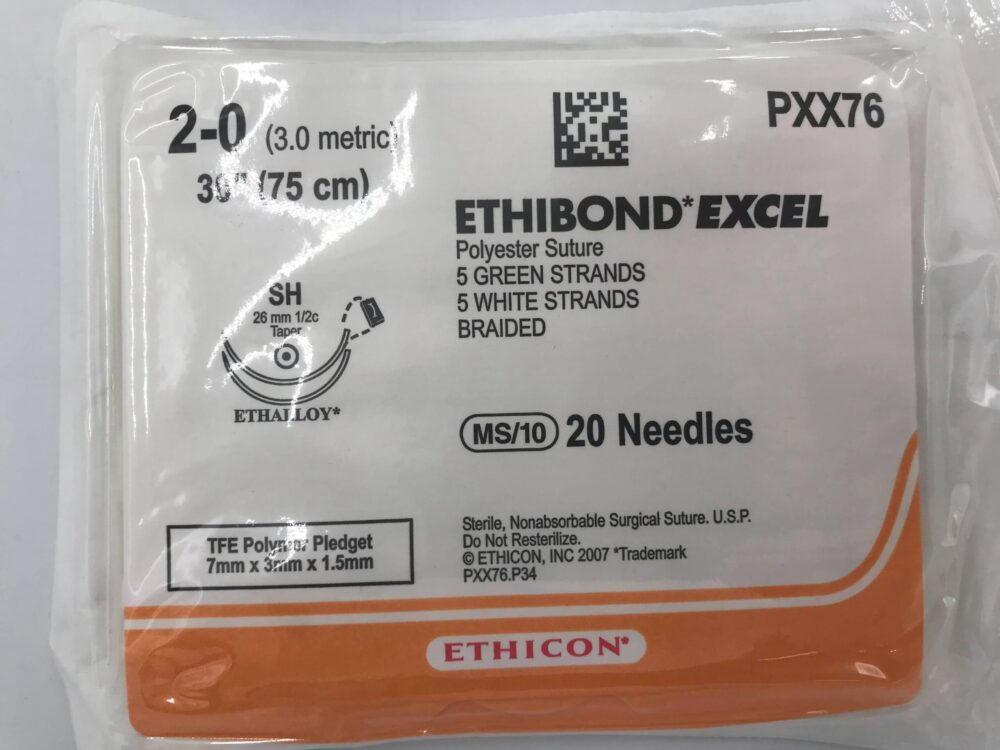 2-0 (3.0 metric)
(75 cm)
PXX76
ETHIBOND*EXCEL
Polyester Suture
5 GREEN STRANDS
5 WHITE STRANDS
BRAIDED
SH
26 mm 1/2c
Taper
ETHALLOY*
MS/10 20 Needles
TFE Polymer Pledget
7mm x 3mm x 1.5mm
Sterile, Nonabsorbable Surgical Suture. U.S.P.
Do Not Resterilize.
© ETHICON, INC 2007 *Trademark
PXX76.P34
ETHICON*